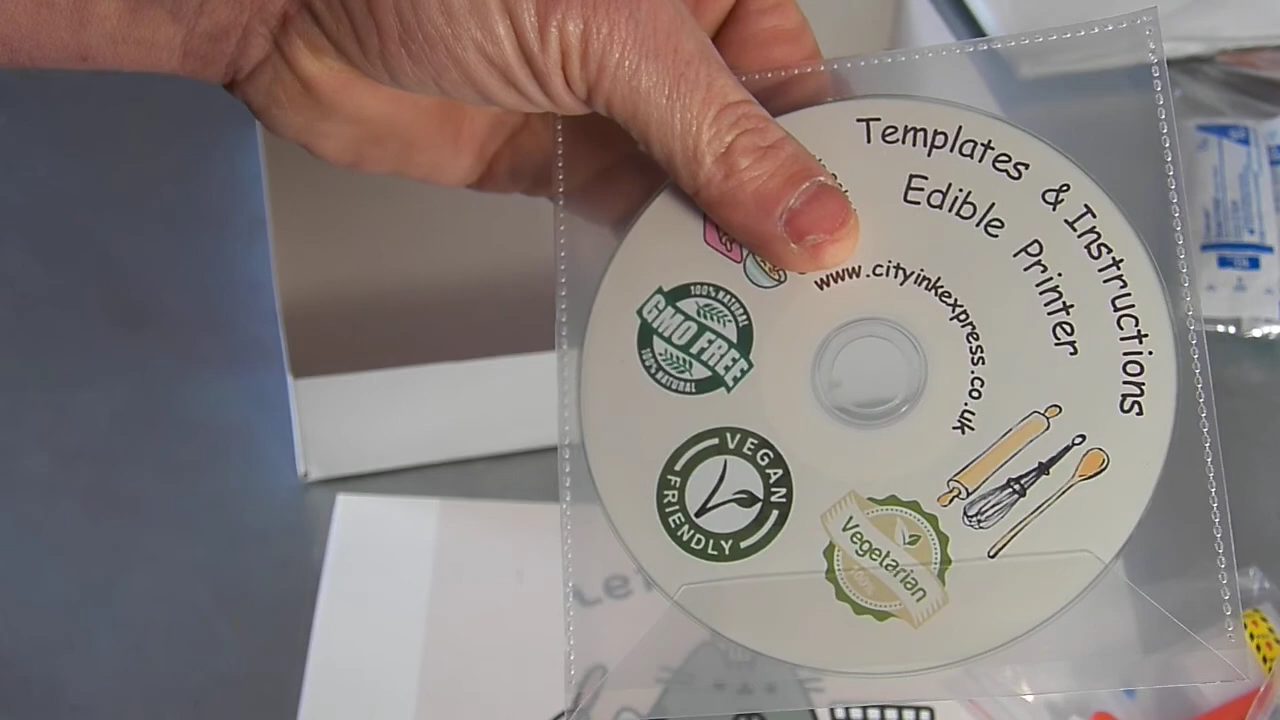 Templates & Instructions
Edible Printer
www.cityinkexpress.co.uk
100% NATURAL
GMO FREE
100% NATURAL
VEGAN
FRIENDLY
Vegetarian
100%